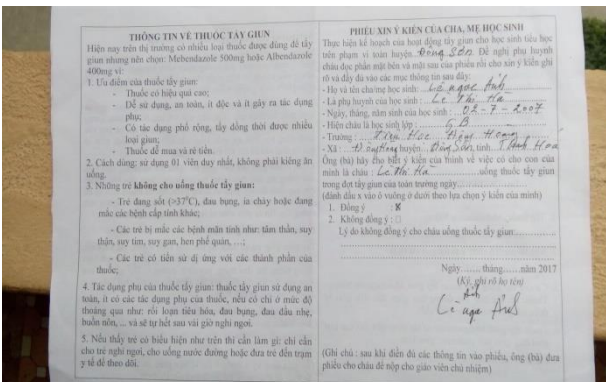 THÔNG TIN VỀ THUỐC TẨY GIUN
Hiện nay trên thị trường có nhiều loại thuốc được dùng để tẩy
giun nhưng nên chọn: Mebendazole 500mg hoặc Albendazole
400mg vì:
1. Ưu điểm của thuốc tẩy giun:
- Thuốc có hiệu quả cao;
- Dễ sử dụng, an toàn, ít độc và ít gây ra tác dụng
phụ;
- Có tác dụng phổ rộng, tẩy đồng thời được nhiều
loại giun;
- Thuốc dễ mua và rẻ tiền.
2. Cách dùng: sử dụng 01 viên duy nhất, không phải kiêng ăn
uống.
3. Những trẻ không cho uống thuốc tẩy giun:
- Trẻ đang sốt (>37°C), đau bụng, ỉa chảy hoặc đang
mắc các bệnh cấp tính khác;
- Các trẻ bị mắc các bệnh mãn tính như: tâm thần, suy
thận, suy tim, suy gan, hen phế quản, ...;
- Các trẻ có tiền sử dị ứng với các thành phần của
thuốc;
4. Tác dụng phụ của thuốc tẩy giun: thuốc tẩy giun sử dụng an
toàn, ít có các tác dụng phụ của thuốc, nếu có chỉ ở mức độ
thoáng qua như: rối loạn tiêu hóa, đau bụng, đau đầu nhẹ,
buồn nôn, ... và sẽ tự hết sau vài giờ nghỉ ngơi.
5. Nếu thấy trẻ có biểu hiện như trên thì cần làm gì: chỉ cần
cho trẻ nghỉ ngơi, cho uống nước đường hoặc đưa trẻ đến trạm
y tế để theo dõi.
PHIẾU XIN Ý KIẾN CỦA CHA, MẸ HỌC SINH
Thực hiện kế hoạch của hoạt động tẩy giun cho học sinh tiểu học
trên phạm vi toàn huyện Đông Sơn. Đề nghị phụ huynh
cháu đọc phần mặt bên và mặt sau của phiếu rồi cho xin ý kiến ghi
rõ và đầy đủ vào các mục thông tin sau đây:
- Họ và tên cha/mẹ học sinh: Lê ngọc Ánh
- Là phụ huynh của học sinh: Lê Thị Hà
- Ngày, tháng, năm sinh của học sinh: 02-7-2007
- Hiện cháu là học sinh lớp:
- Trường: Tiểu Học Đông Hoàng
- Xã: Đông Hoàng huyện Đông Sơn, tỉnh Thanh Hoá
Ông (bà) hãy cho biết ý kiến của mình về việc có cho con của
mình là cháu: Lê Thị Hà uống thuốc tẩy giun
trong đợt tẩy giun của toàn trường ngày
(đánh dấu x vào ô vuông ở dưới theo lựa chọn ý kiến của mình)
1. Đồng ý : x
2. Không đồng ý :
Lý do không đồng ý cho cháu uống thuốc tẩy giun
Ngày...... tháng...... năm 2017
(Ký, ghi rõ họ tên)
Ánh
Lê ngọc Ánh
(Ghi chú : sau khi điền đủ các thông tin vào phiếu, ông (bà) đưa
phiếu cho cháu để nộp cho giáo viên chủ nhiệm)